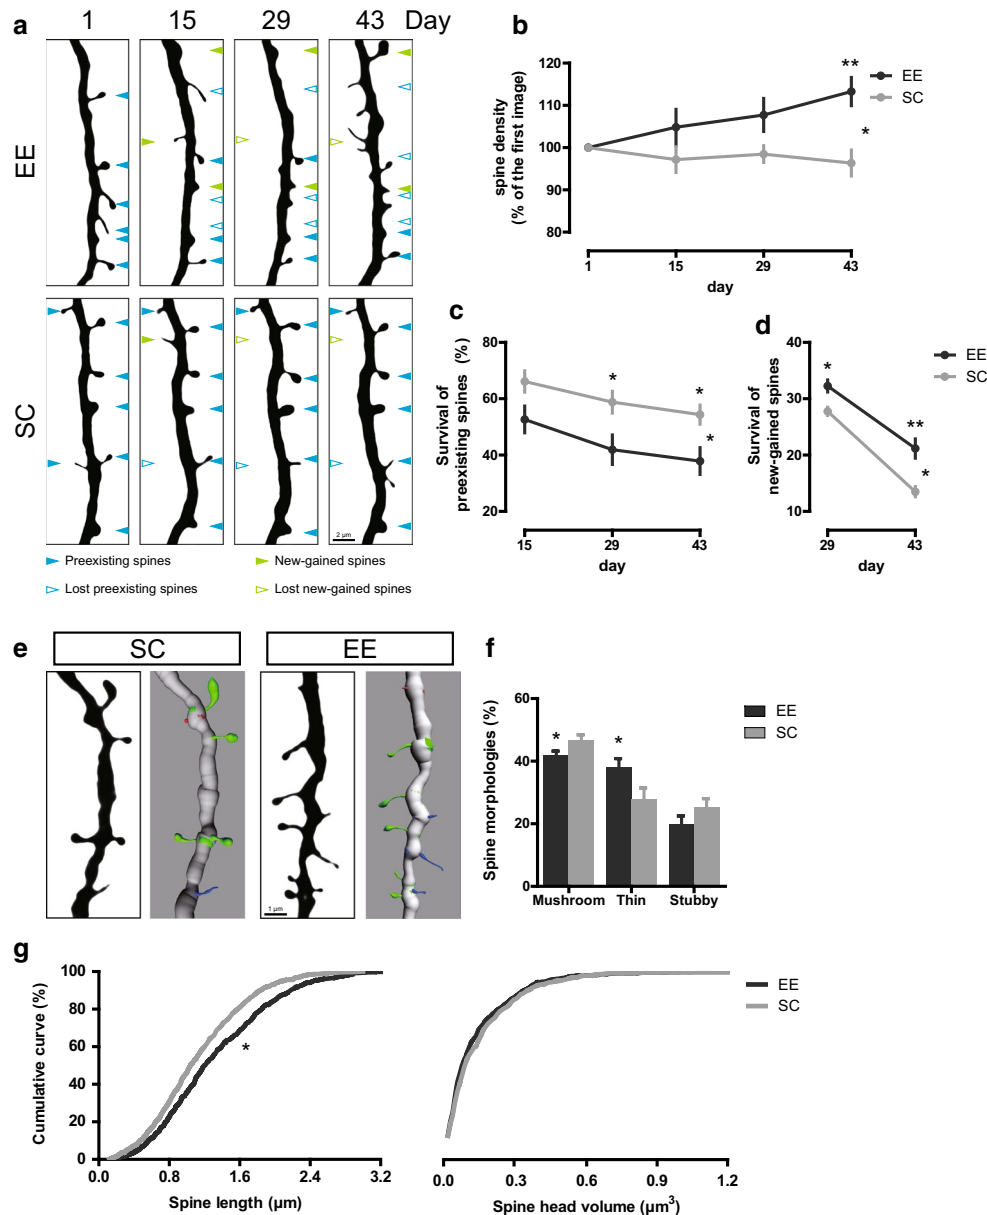 a
1 15 29 43 Day
EE
SC
2 µm
Preexisting spines
New-gained spines
Lost preexisting spines
Lost new-gained spines
b
spine density
(% of the first image)
120
110
100
90
80
1 15 29 43
day
**
*
EE
SC
c
Survival of
preexisting spines (%)
80
60
40
20
15 29 43
day
*
*
*
d
Survival of
new-gained spines
40
30
20
10
29 43
day
*
**
*
EE
SC
e
SC
EE
1 µm
f
Spine morphologies (%)
60
40
20
0
* *
Mushroom Thin Stubby
EE
SC
g
Cumulative curve (%)
100
80
60
40
20
0
0.0 0.8 1.6 2.4 3.2
Spine length (µm)
*
0.0 0.3 0.6 0.9 1.2
Spine head volume (µm³)
EE
SC